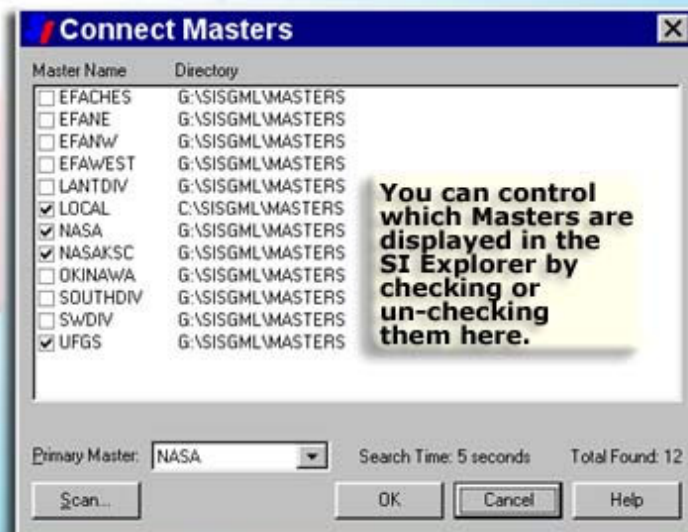 Connect Masters
Master Name Directory
EFACHES G:\SISGML\MASTERS
EFANE G:\SISGML\MASTERS
EFANW G:\SISGML\MASTERS
EFAWEST G:\SISGML\MASTERS
LANTDIV G:\SISGML\MASTERS
LOCAL C:\SISGML\MASTERS
NASA G:\SISGML\MASTERS
NASAKSC G:\SISGML\MASTERS
OKINAWA G:\SISGML\MASTERS
SOUTHDIV G:\SISGML\MASTERS
SWDIV G:\SISGML\MASTERS
UFGS G:\SISGML\MASTERS
You can control
which Masters are
displayed in the
SI Explorer by
checking or
un-checking
them here.
Primary Master: NASA Search Time: 5 seconds Total Found: 12
Scan... OK Cancel Help